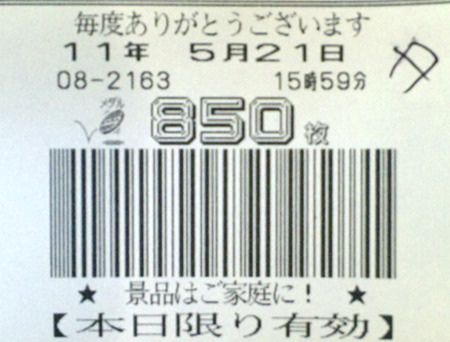 毎度ありがとうございます
11年 5月21日
08-2163 15時59分
メダル
850枚
★ 景品はご家庭に! ★
【本日限り有効】